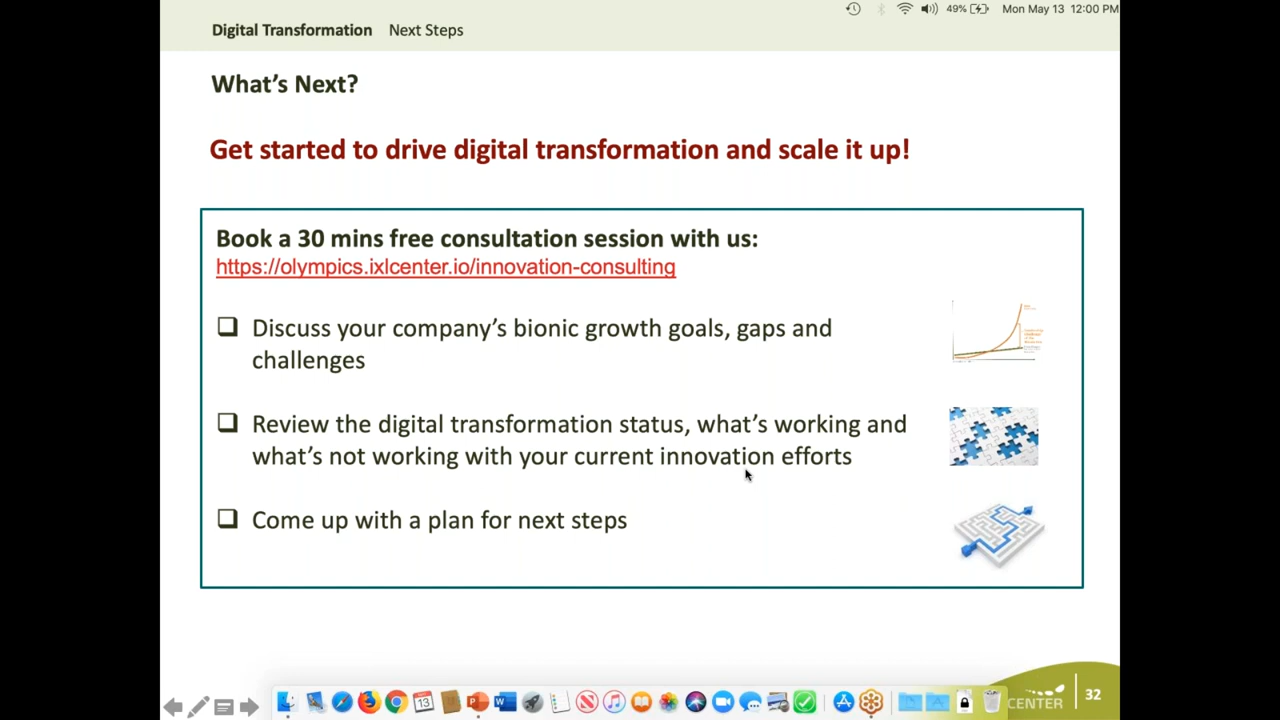 49% Mon May 13 12:00 PM
Digital Transformation Next Steps
What's Next?
Get started to drive digital transformation and scale it up!
Book a 30 mins free consultation session with us:
https://olympics.ixlcenter.io/innovation-consulting
Discuss your company's bionic growth goals, gaps and
challenges
Review the digital transformation status, what's working and
what's not working with your current innovation efforts
Come up with a plan for next steps
13
CENTER 32